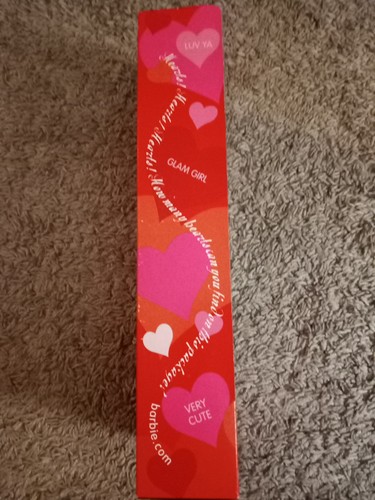 LUV YA
Hearts! Hearts! Hearts! How many hearts can you find on this package?
GLAM GIRL
VERY
CUTE
barbie.com